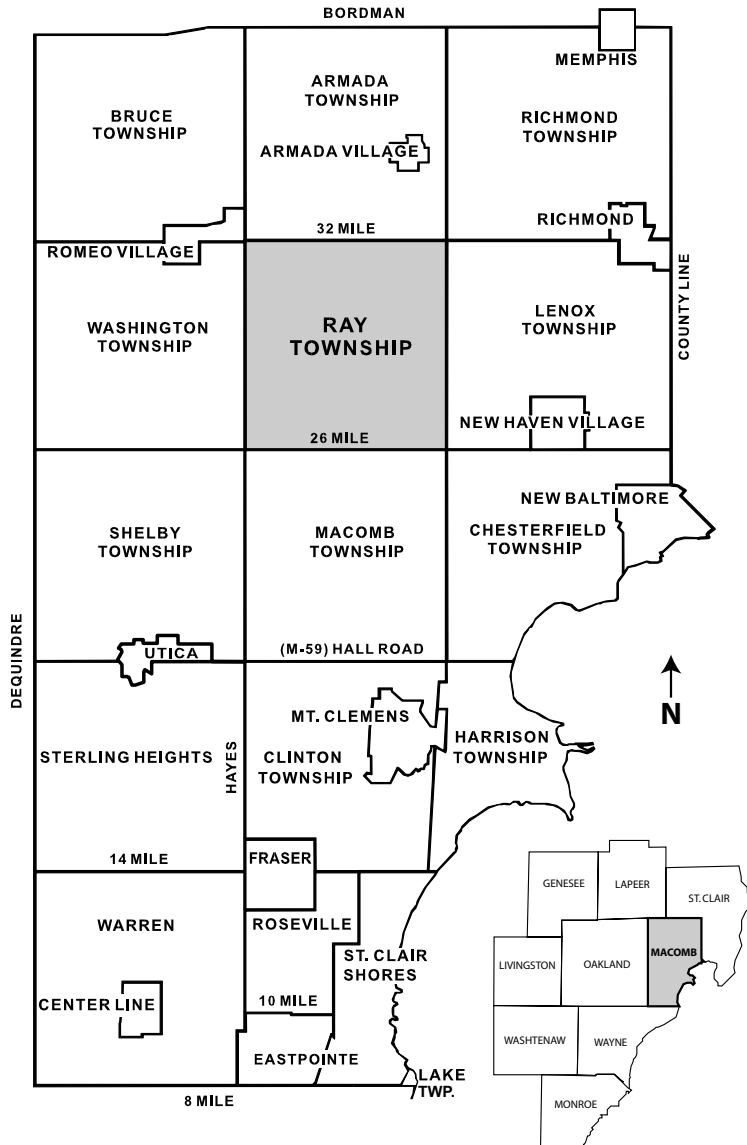 BORDMAN
MEMPHIS
ARMADA
TOWNSHIP
BRUCE
TOWNSHIP
RICHMOND
TOWNSHIP
ARMADA VILLAGE
RICHMOND
32 MILE
ROMEO VILLAGE
COUNTY LINE
WASHINGTON
TOWNSHIP
RAY
TOWNSHIP
LENOX
TOWNSHIP
NEW HAVEN VILLAGE
26 MILE
NEW BALTIMORE
SHELBY
TOWNSHIP
MACOMB
TOWNSHIP
CHESTERFIELD
TOWNSHIP
DEQUINDRE
UTICA
(M-59) HALL ROAD
N
MT. CLEMENS
STERLING HEIGHTS
HAYES
CLINTON
TOWNSHIP
HARRISON
TOWNSHIP
14 MILE
FRASER
WARREN
ROSEVILLE
ST. CLAIR
SHORES
CENTER LINE
10 MILE
EASTPOINTE
LAKE
TWP.
8 MILE
GENESEE
LAPEER
ST. CLAIR
LIVINGSTON
OAKLAND
MACOMB
WASHTENAW
WAYNE
MONROE